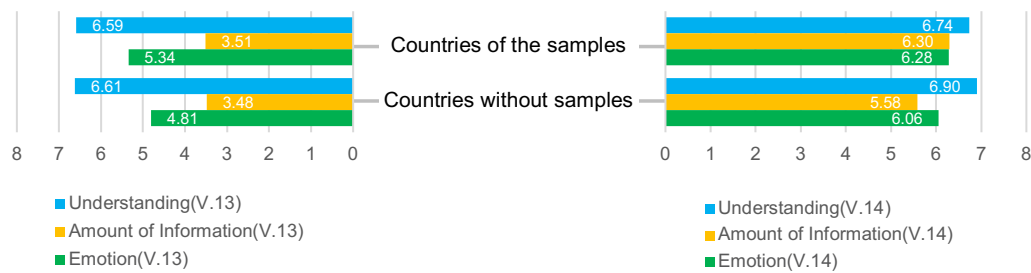 6.59
3.51
5.34
6.61
3.48
4.81
8 7 6 5 4 3 2 1 0
Understanding(V.13)
Amount of Information(V.13)
Emotion(V.13)
Countries of the samples
Countries without samples
6.74
6.30
6.28
6.90
5.58
6.06
0 1 2 3 4 5 6 7 8
Understanding(V.14)
Amount of Information(V.14)
Emotion(V.14)